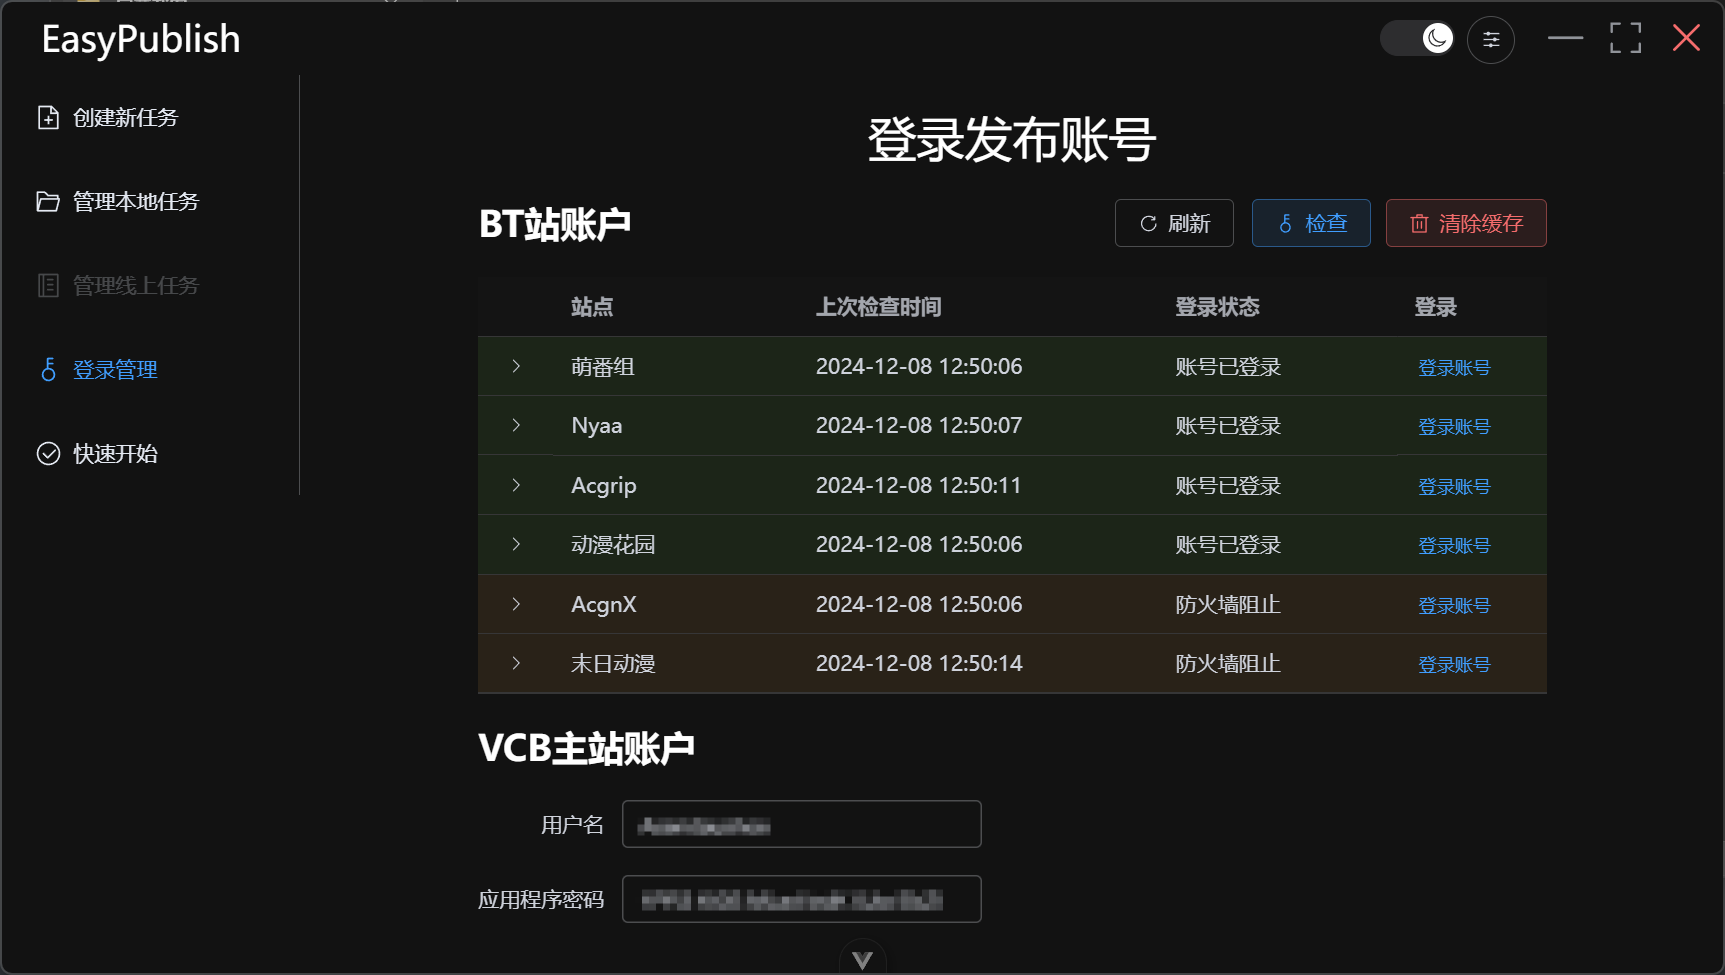 EasyPublish
创建新任务
管理本地任务
管理线上任务
登录管理
快速开始
登录发布账号
BT站账户
刷新
检查
清除缓存
站点 上次检查时间 登录状态 登录
萌番组 2024-12-08 12:50:06 账号已登录 登录账号
Nyaa 2024-12-08 12:50:07 账号已登录 登录账号
Acgrip 2024-12-08 12:50:11 账号已登录 登录账号
动漫花园 2024-12-08 12:50:06 账号已登录 登录账号
AcgnX 2024-12-08 12:50:06 防火墙阻止 登录账号
末日动漫 2024-12-08 12:50:14 防火墙阻止 登录账号
VCB主站账户
用户名
应用程序密码